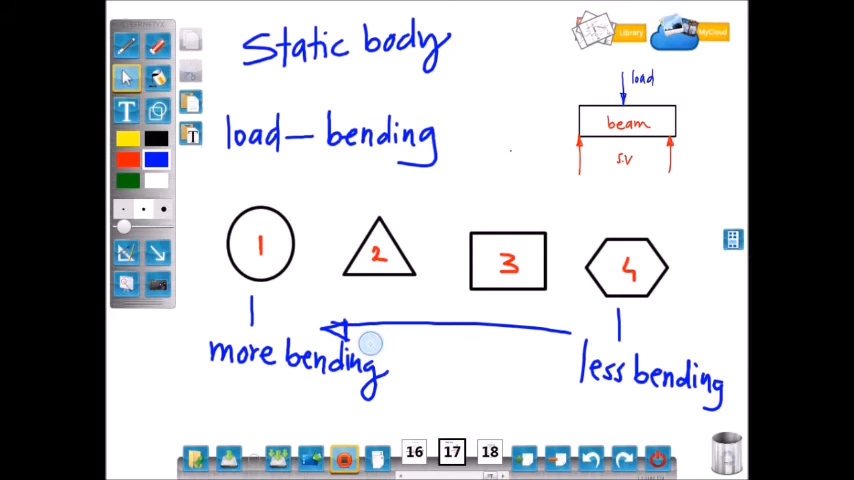 Static body
Library
MyCloud
load
load — bending
beam
S.V
1
2
3
4
more bending
less bending
T
T
16
17
18